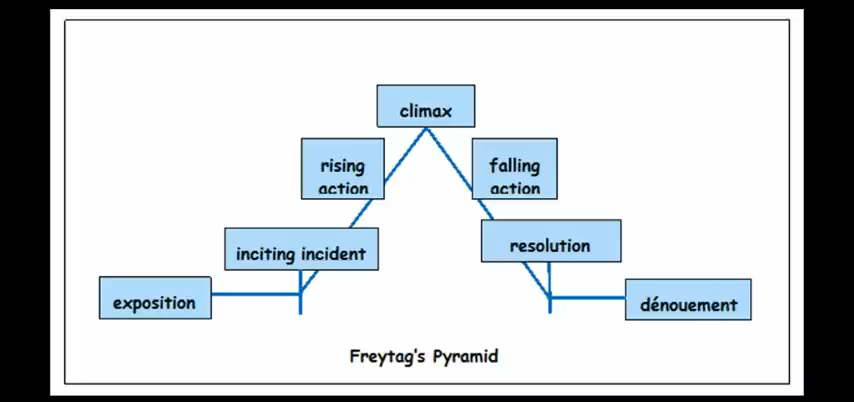 climax
rising
action
falling
action
inciting incident
resolution
exposition
dénouement
Freytag's Pyramid